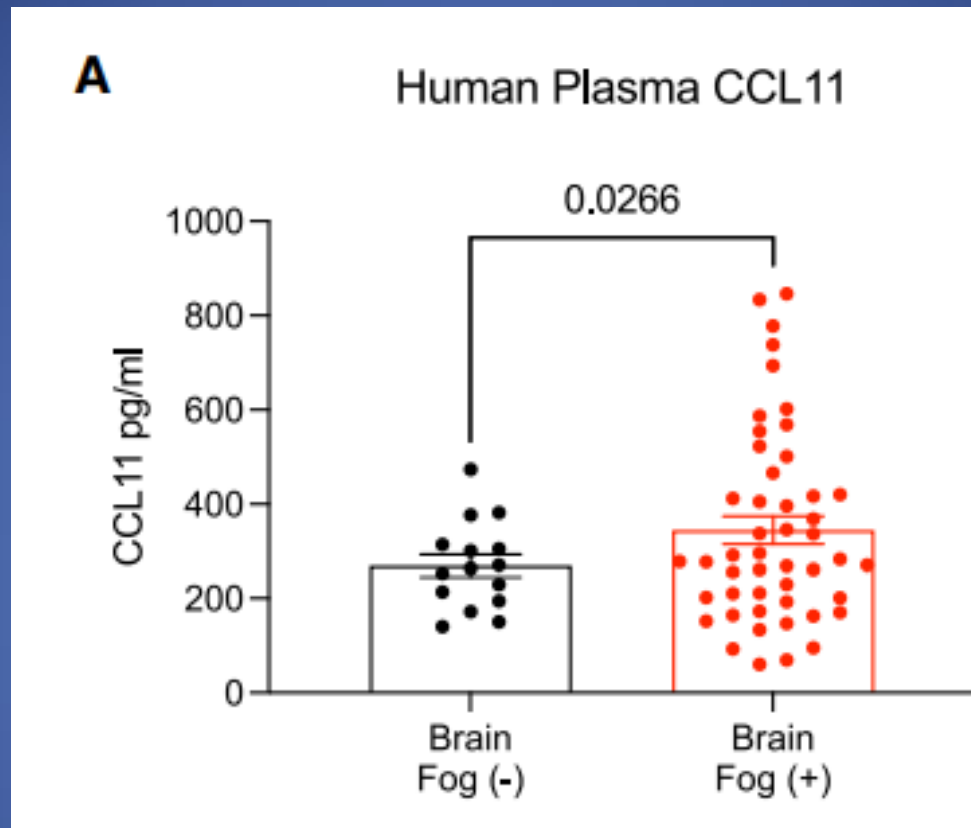 A
Human Plasma CCL11
0.0266
1000
800
600
400
200
0
CCL11 pg/ml
Brain
Fog (-)
Brain
Fog (+)